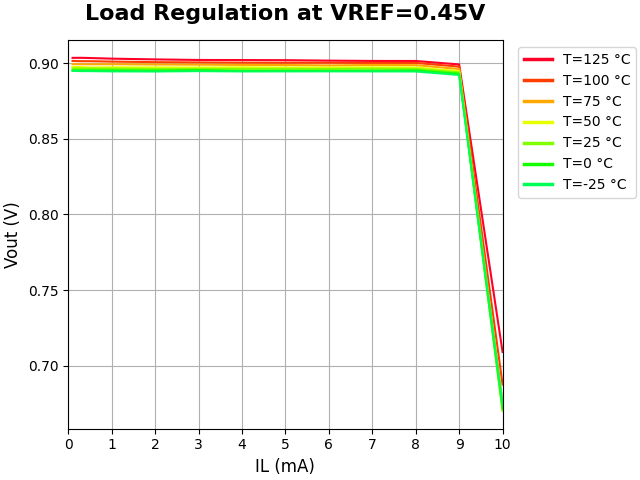 Load Regulation at VREF=0.45V
Vout (V)
0.90
0.85
0.80
0.75
0.70
0 1 2 3 4 5 6 7 8 9 10
IL (mA)
T=125 °C
T=100 °C
T=75 °C
T=50 °C
T=25 °C
T=0 °C
T=-25 °C